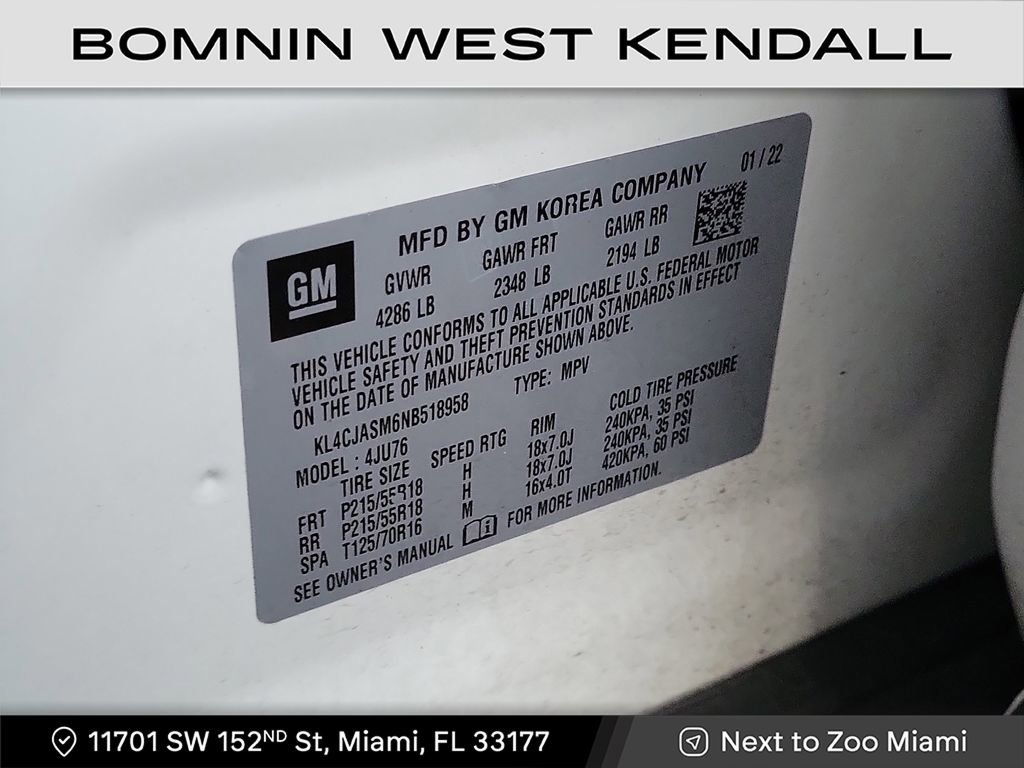 BOMNIN WEST KENDALL
MFD BY GM KOREA COMPANY 01/22
GM
GVWR GAWR FRT GAWR RR
4286 LB 2348 LB 2194 LB
THIS VEHICLE CONFORMS TO ALL APPLICABLE U.S. FEDERAL MOTOR
VEHICLE SAFETY AND THEFT PREVENTION STANDARDS IN EFFECT
ON THE DATE OF MANUFACTURE SHOWN ABOVE.
KL4CJASM6NB518958 TYPE: MPV
MODEL : 4JU76
TIRE SIZE SPEED RTG RIM COLD TIRE PRESSURE
FRT P215/55R18 H 18x7.0J 240KPA, 35 PSI
RR P215/55R18 H 18x7.0J 240KPA, 35 PSI
SPA T125/70R16 M 16x4.0T 420KPA, 60 PSI
SEE OWNER'S MANUAL FOR MORE INFORMATION.
11701 SW 152ND St, Miami, FL 33177
Next to Zoo Miami